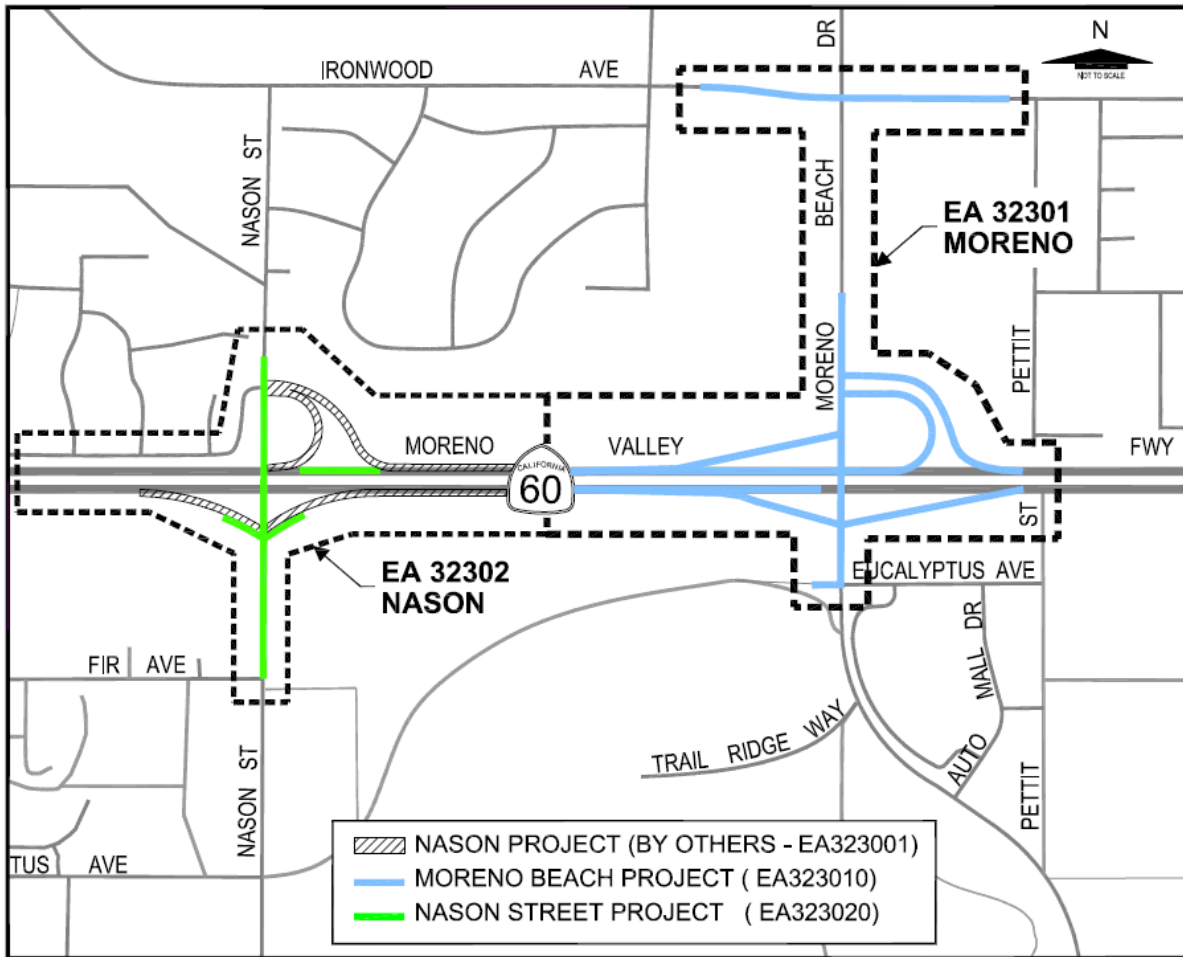 DR
N
IRONWOOD AVE
NOT TO SCALE
NASON ST
BEACH
EA 32301
MORENO
MORENO
PETTIT
MORENO VALLEY FWY
CALIFORNIA
60
ST
EA 32302
NASON
EUCALYPTUS AVE
FIR AVE
MALL DR
TRAIL RIDGE WAY
AUTO
NASON ST
PETTIT
TUS AVE
NASON PROJECT (BY OTHERS - EA323001)
MORENO BEACH PROJECT ( EA323010)
NASON STREET PROJECT ( EA323020)